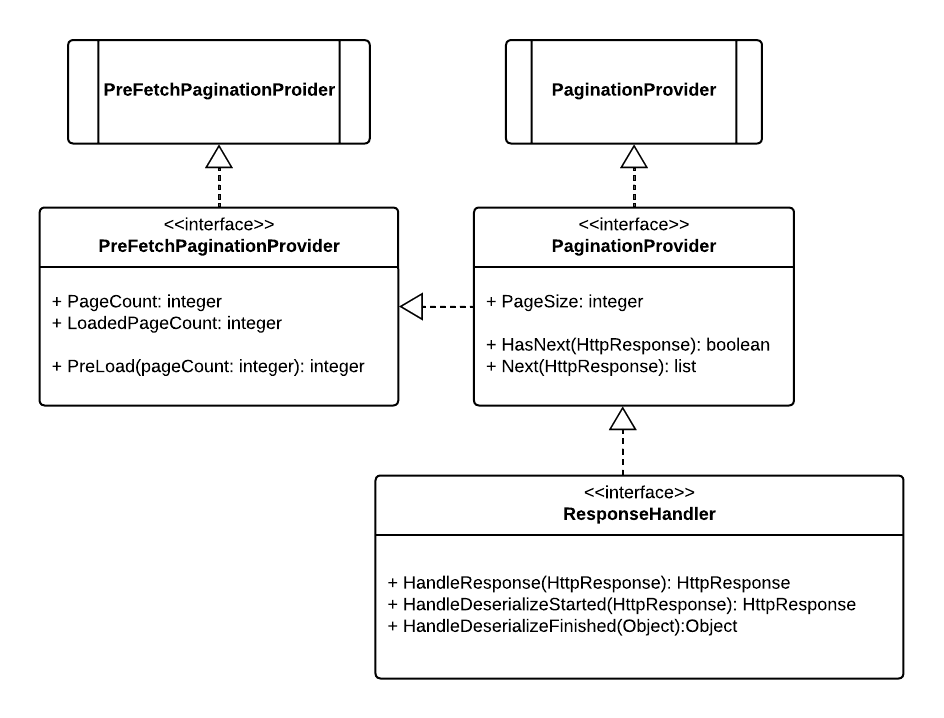 PreFetchPaginationProider
PaginationProvider
<<interface>>
PreFetchPaginationProvider
+ PageCount: integer
+ LoadedPageCount: integer
+ PreLoad(pageCount: integer): integer
<<interface>>
PaginationProvider
+ PageSize: integer
+ HasNext(HttpResponse): boolean
+ Next(HttpResponse): list
<<interface>>
ResponseHandler
+ HandleResponse(HttpResponse): HttpResponse
+ HandleDeserializeStarted(HttpResponse): HttpResponse
+ HandleDeserializeFinished(Object):Object